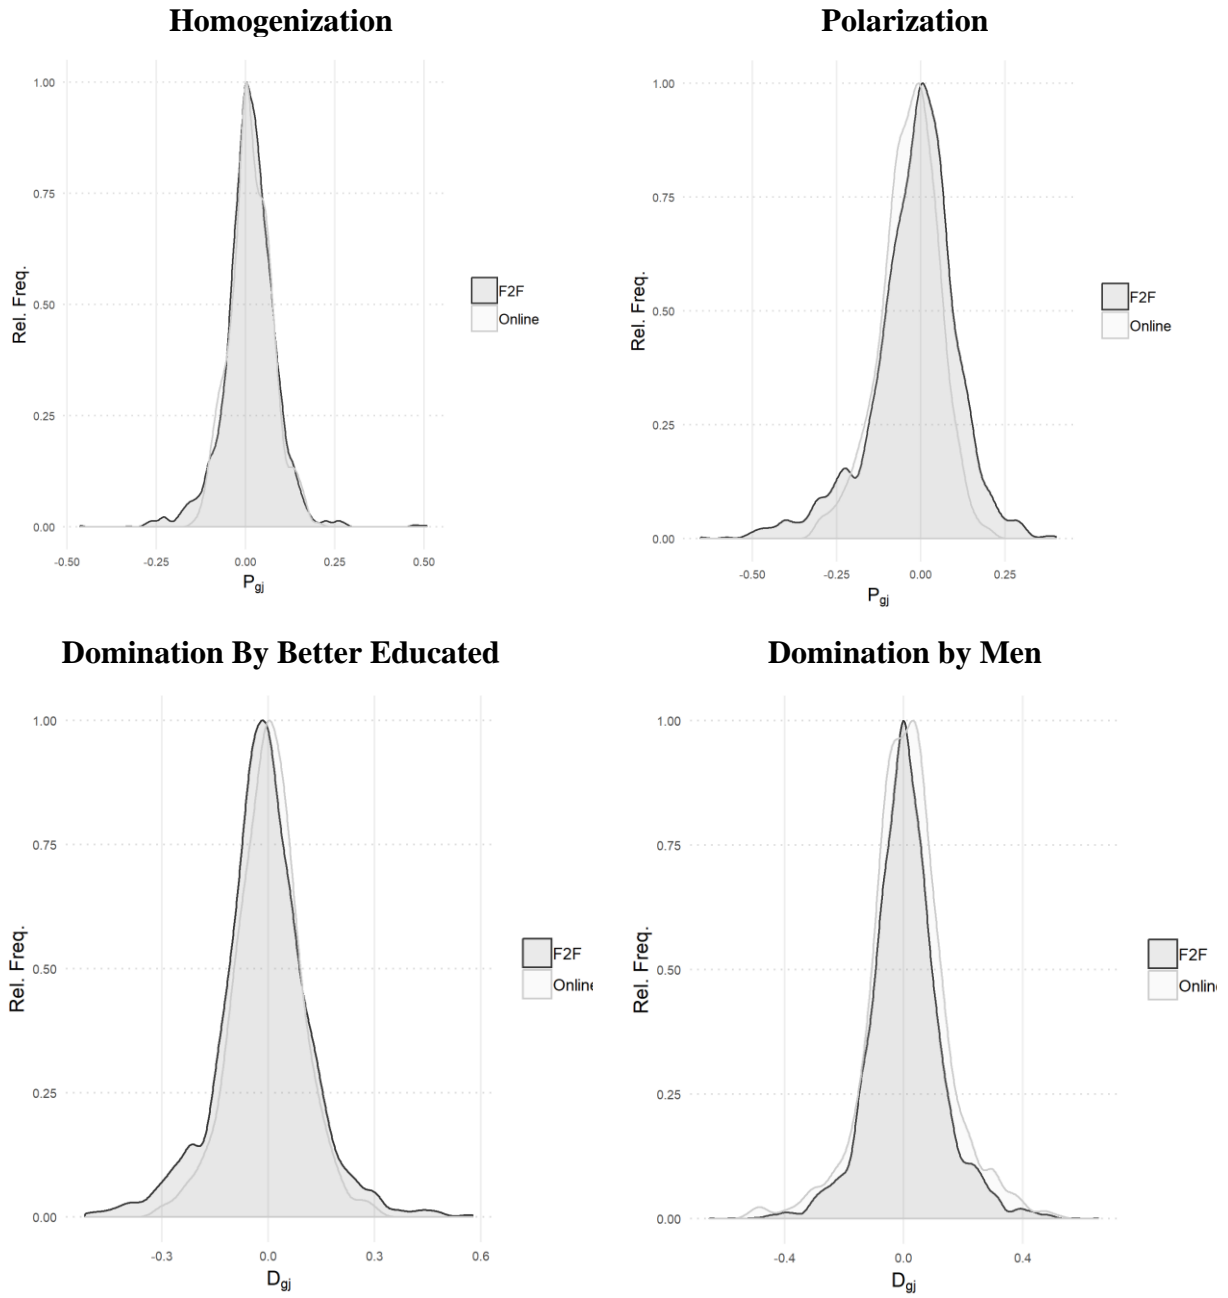 Homogenization
1.00
0.75
0.50
0.25
0.00
Rel. Freq.
-0.50
-0.25
0.00
0.25
0.50
Pgj
F2F
Online
Polarization
1.00
0.75
0.50
0.25
0.00
Rel. Freq.
-0.50
-0.25
0.00
0.25
Pgj
F2F
Online
Domination By Better Educated
1.00
0.75
0.50
0.25
0.00
Rel. Freq.
-0.3
0.0
0.3
0.6
Dgj
F2F
Online
Domination by Men
1.00
0.75
0.50
0.25
0.00
Rel. Freq.
-0.4
0.0
0.4
Dgj
F2F
Online